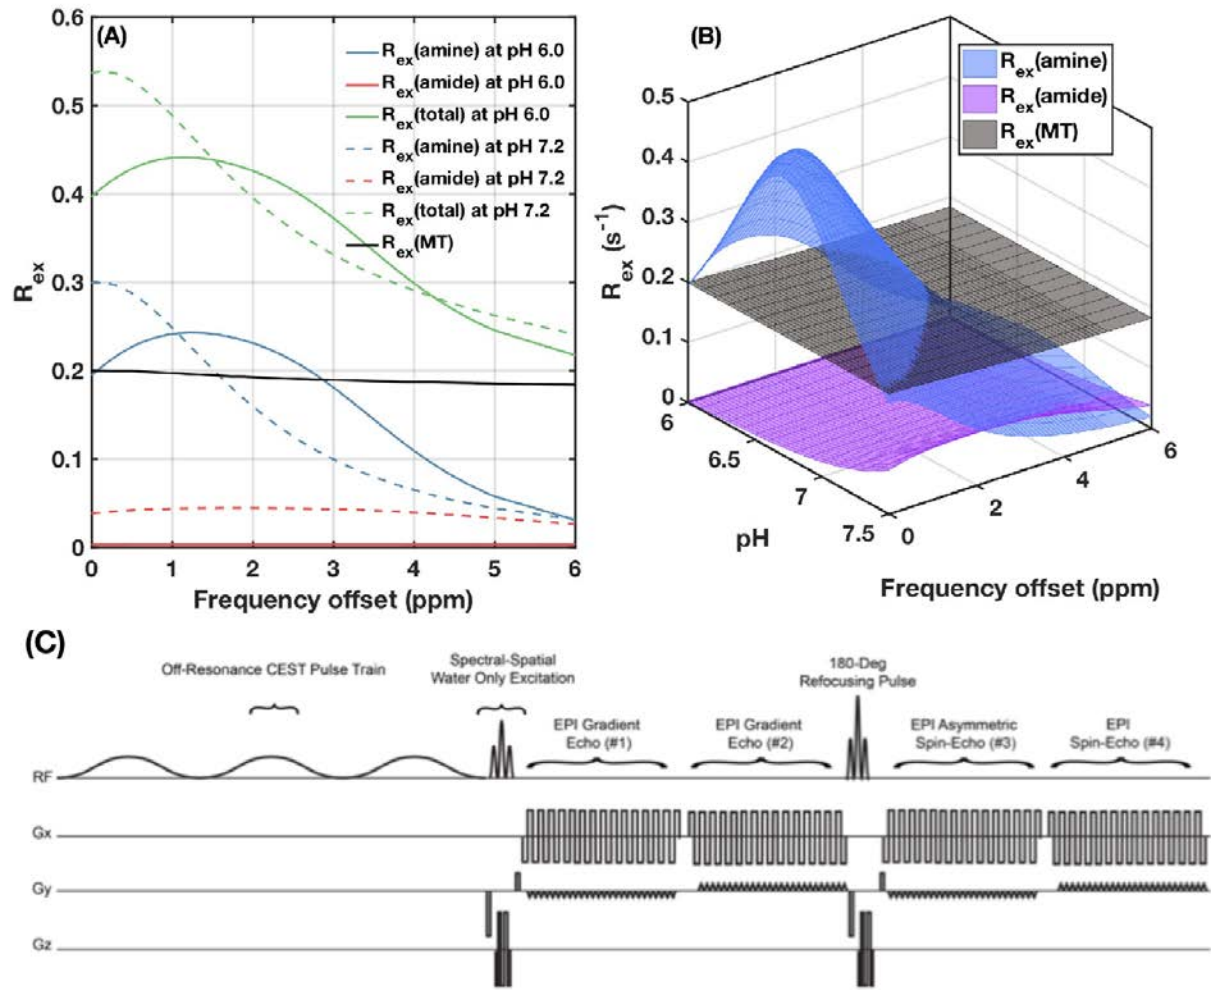 (A)
0.6
0.5
0.4
0.3
0.2
0.1
0
R_ex
R_ex(amine) at pH 6.0
R_ex(amide) at pH 6.0
R_ex(total) at pH 6.0
R_ex(amine) at pH 7.2
R_ex(amide) at pH 7.2
R_ex(total) at pH 7.2
R_ex(MT)
0 1 2 3 4 5 6
Frequency offset (ppm)
(B)
R_ex(amine)
R_ex(amide)
R_ex(MT)
0.5
0.4
0.3
0.2
0.1
0
R_ex (s⁻¹)
6
6.5
7
7.5
pH
0
2
4
6
Frequency offset (ppm)
(C)
Off-Resonance CEST Pulse Train
Spectral-Spatial
Water Only Excitation
180-Deg
Refocusing Pulse
EPI Gradient
Echo (#1)
EPI Gradient
Echo (#2)
EPI Asymmetric
Spin-Echo (#3)
EPI
Spin-Echo (#4)
RF
Gx
Gy
Gz